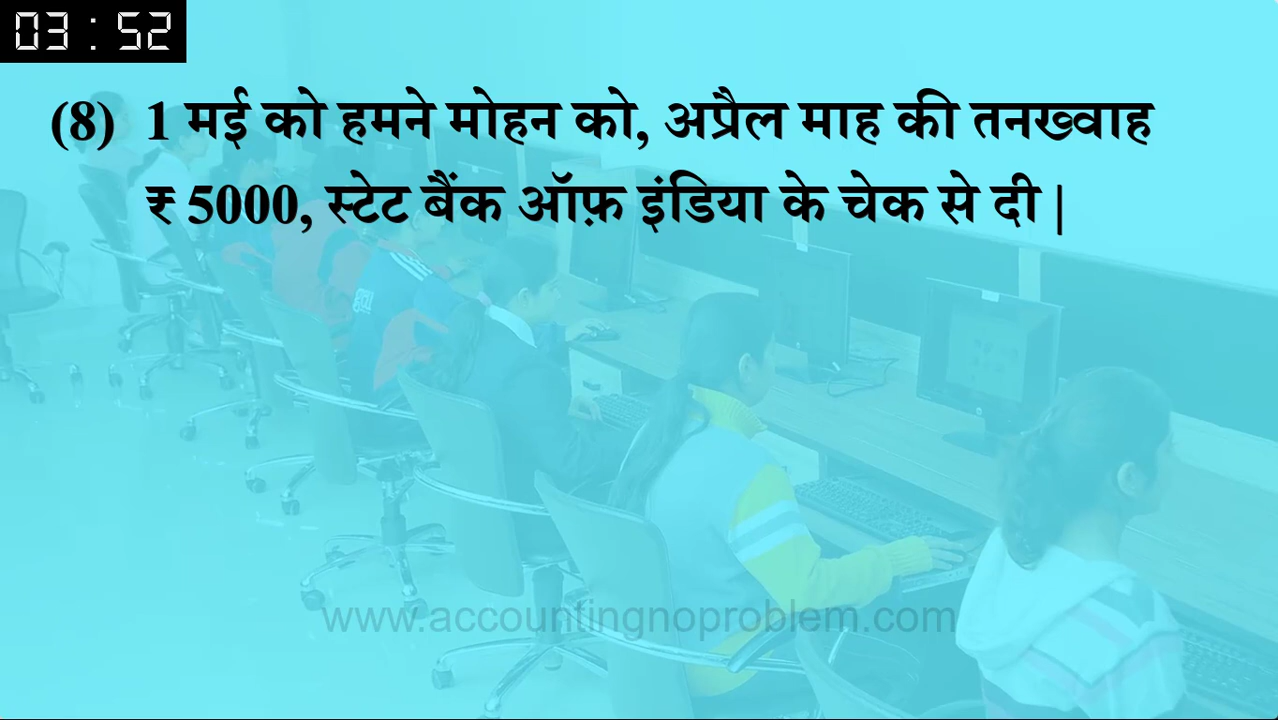 03 : 52
(8) 1 मई को हमने मोहन को, अप्रैल माह की तनख्वाह
₹ 5000, स्टेट बैंक ऑफ़ इंडिया के चेक से दी |
www.accountingnoproblem.com